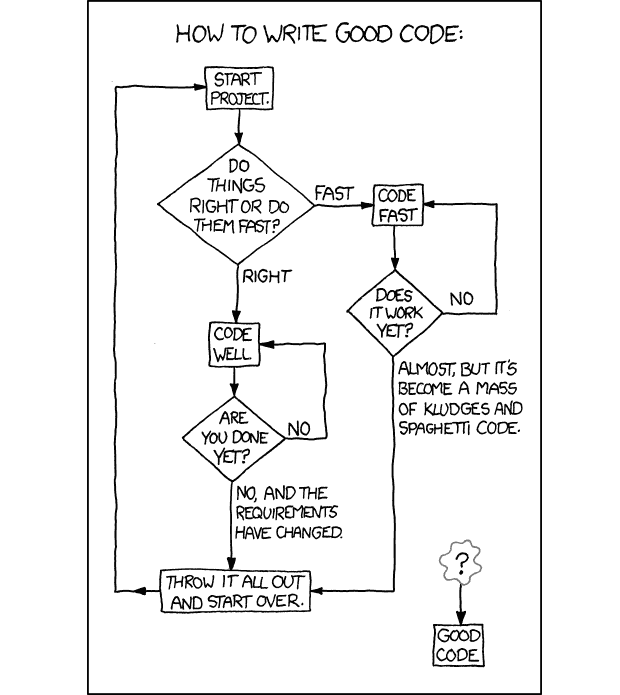 HOW TO WRITE GOOD CODE:
START
PROJECT.
DO
THINGS
RIGHT OR DO
THEM FAST?
FAST
CODE
FAST
RIGHT
DOES
IT WORK
YET?
NO
CODE
WELL
ALMOST, BUT IT'S
BECOME A MASS
OF KLUDGES AND
SPAGHETTI CODE.
ARE
YOU DONE
YET?
NO
NO, AND THE
REQUIREMENTS
HAVE CHANGED.
THROW IT ALL OUT
AND START OVER.
?
GOOD
CODE